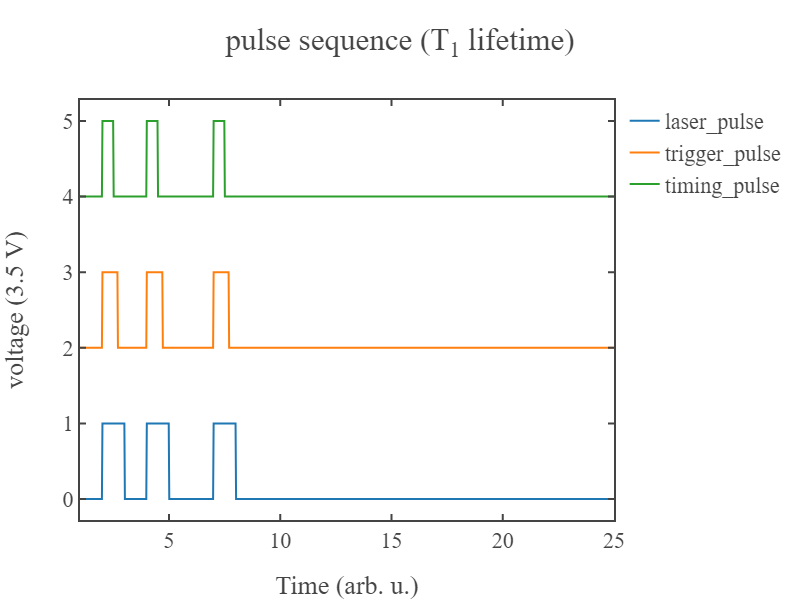 pulse sequence (T₁ lifetime)
laser_pulse
trigger_pulse
timing_pulse
voltage (3.5 V)
5
4
3
2
1
0
5 10 15 20 25
Time (arb. u.)